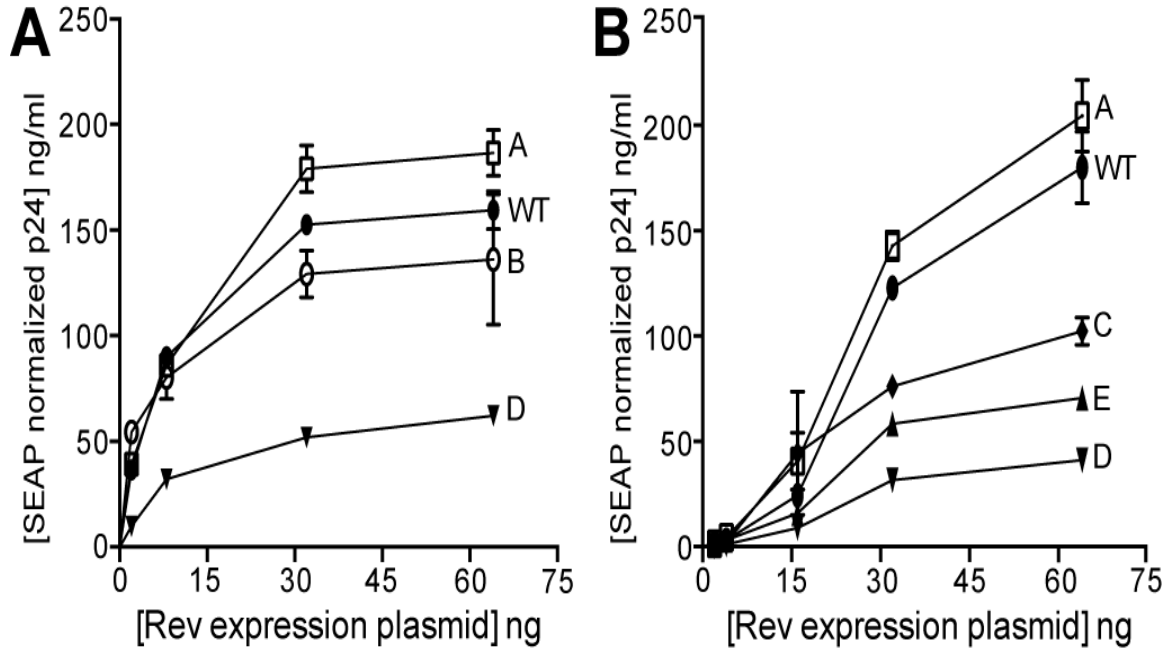 A
250
200
150
100
50
0
[SEAP normalized p24] ng/ml
A
WT
B
D
0 15 30 45 60 75
[Rev expression plasmid] ng
B
250
200
150
100
50
0
[SEAP normalized p24] ng/ml
A
WT
C
E
D
0 15 30 45 60 75
[Rev expression plasmid] ng